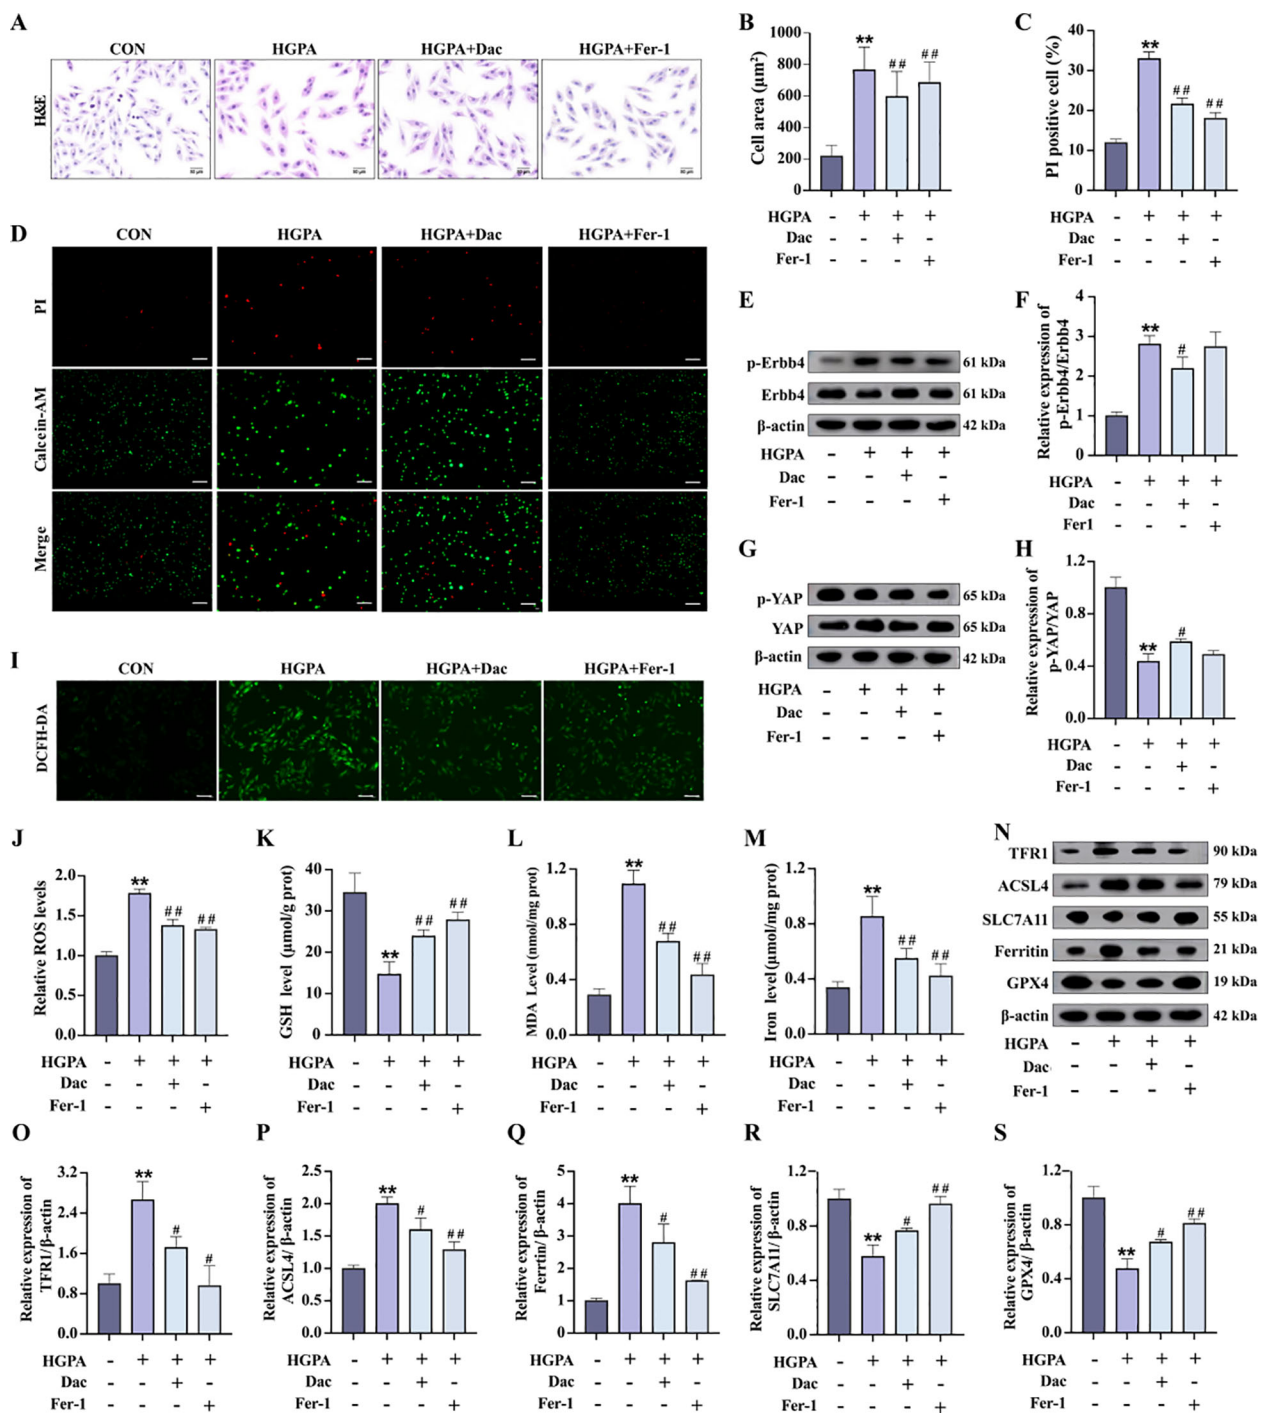 A
CON HGPA HGPA+Dac HGPA+Fer-1
H&E
50 μm 50 μm 50 μm 50 μm
B
Cell area (μm²)
1000
800
600
400
200
0
** ## ##
HGPA - + + +
Dac - - + -
Fer-1 - - - +
C
PI positive cell (%)
40
30
20
10
0
** ## ##
HGPA - + + +
Dac - - + -
Fer-1 - - - +
D
CON HGPA HGPA+Dac HGPA+Fer-1
PI
Calcein-AM
Merge
E
p-Erbb4 61 kDa
Erbb4 61 kDa
β-actin 42 kDa
HGPA - + + +
Dac - - + -
Fer-1 - - - +
F
Relative expression of
p-Erbb4/Erbb4
4
3
2
1
0
** #
HGPA - + + +
Dac - - + -
Fer1 - - - +
G
p-YAP 65 kDa
YAP 65 kDa
β-actin 42 kDa
HGPA - + + +
Dac - - + -
Fer-1 - - - +
H
Relative expression of
p-YAP/YAP
1.2
0.8
0.4
0.0
** #
HGPA - + + +
Dac - - + -
Fer-1 - - - +
I
CON HGPA HGPA+Dac HGPA+Fer-1
DCFH-DA
J
Relative ROS levels
2.0
1.5
1.0
0.5
0.0
** ## ##
HGPA - + + +
Dac - - + -
Fer-1 - - - +
K
GSH level (μmol/g prot)
40
30
20
10
0
** ## ##
HGPA - + + +
Dac - - + -
Fer-1 - - - +
L
MDA Level (nmol/mg prot)
1.2
0.8
0.4
0.0
** ## ##
HGPA - + + +
Dac - - + -
Fer-1 - - - +
M
Iron level(μmol/mg prot)
1.2
0.8
0.4
0.0
** ## ##
HGPA - + + +
Dac - - + -
Fer-1 - - - +
N
TFR1 90 kDa
ACSL4 79 kDa
SLC7A11 55 kDa
Ferritin 21 kDa
GPX4 19 kDa
β-actin 42 kDa
HGPA - + + +
Dac - - + -
Fer-1 - - - +
O
Relative expression of
TFR1/ β-actin
3.2
2.4
1.6
0.8
0.0
** # #
HGPA - + + +
Dac - - + -
Fer-1 - - - +
P
Relative expression of
ACSL4/ β-actin
2.5
2.0
1.5
1.0
0.5
0.0
** # ##
HGPA - + + +
Dac - - + -
Fer-1 - - - +
Q
Relative expression of
Ferrtin/ β-actin
5
4
3
2
1
0
** # ##
HGPA - + + +
Dac - - + -
Fer-1 - - - +
R
Relative expression of
SLC7A11/ β-actin
1.2
0.8
0.4
0.0
** # ##
HGPA - + + +
Dac - - + -
Fer-1 - - - +
S
Relative expression of
GPX4/ β-actin
1.2
0.9
0.6
0.3
0.0
** # ##
HGPA - + + +
Dac - - + -
Fer-1 - - - +